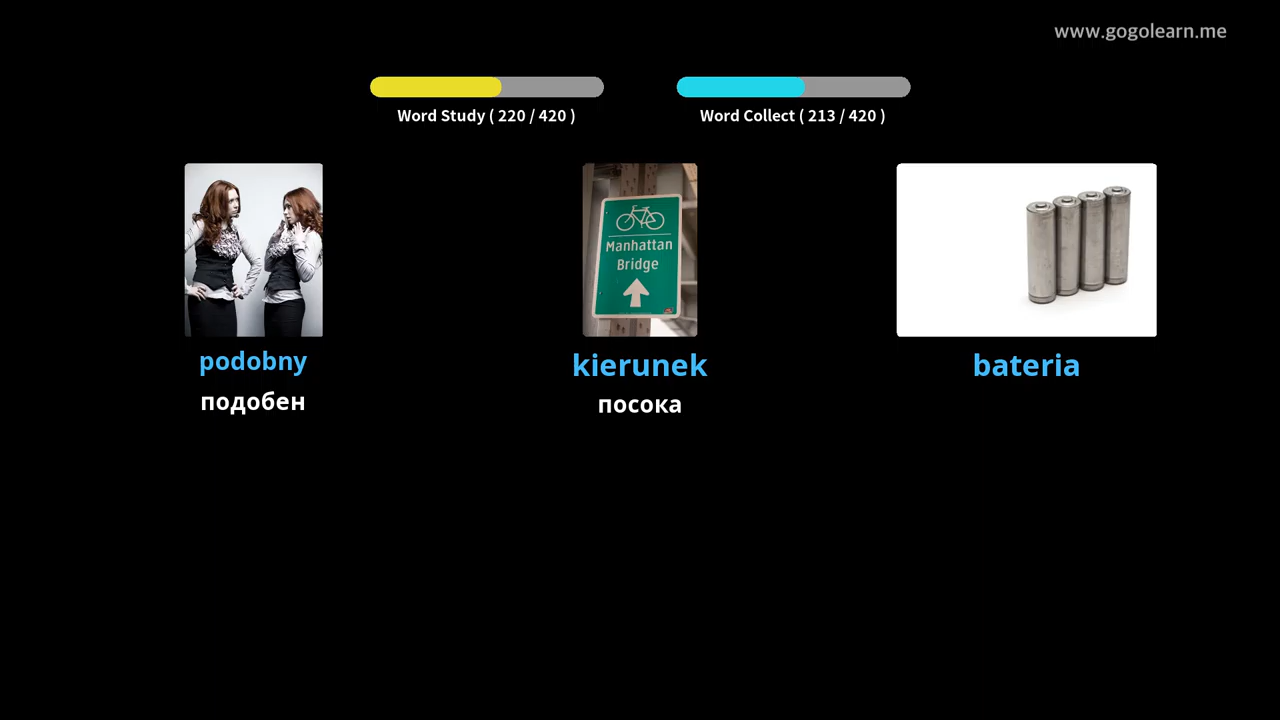 www.gogolearn.me
Word Study ( 220 / 420 )
Word Collect ( 213 / 420 )
Manhattan
Bridge
podobny
kierunek
bateria
подобен
посока